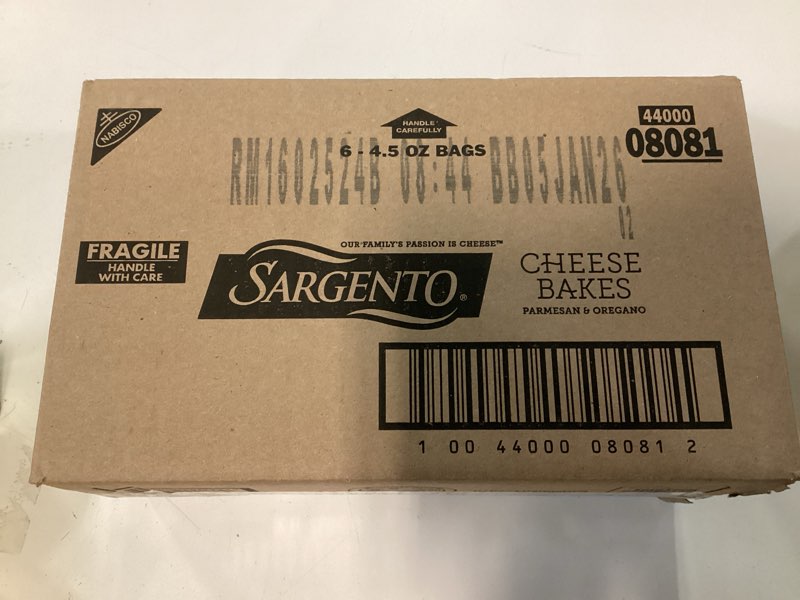 NABISCO
HANDLE
CAREFULLY
44000
08081
6 - 4.5 OZ BAGS
RM1602524B 08:44 BB05JAN26
02
FRAGILE
HANDLE
WITH CARE
OUR FAMILY'S PASSION IS CHEESE™
SARGENTO®
CHEESE
BAKES
PARMESAN & OREGANO
1 00 44000 08081 2